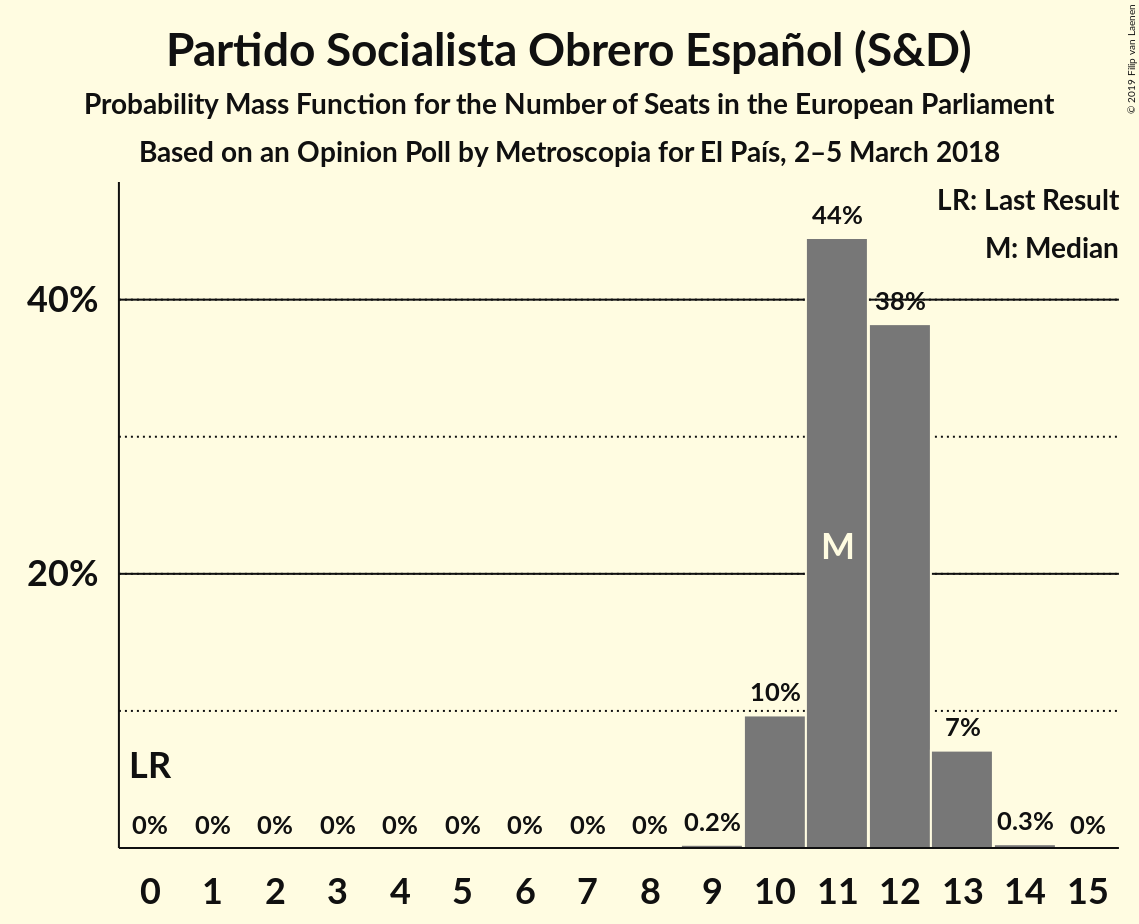 Partido Socialista Obrero Español (S&D)
Probability Mass Function for the Number of Seats in the European Parliament
Based on an Opinion Poll by Metroscopia for El País, 2–5 March 2018
© 2019 Filip van Laenen
LR: Last Result
M: Median
44%
40%
38%
M
20%
10%
7%
LR
0% 0% 0% 0% 0% 0% 0% 0% 0% 0.2% 0.3% 0%
0 1 2 3 4 5 6 7 8 9 10 11 12 13 14 15